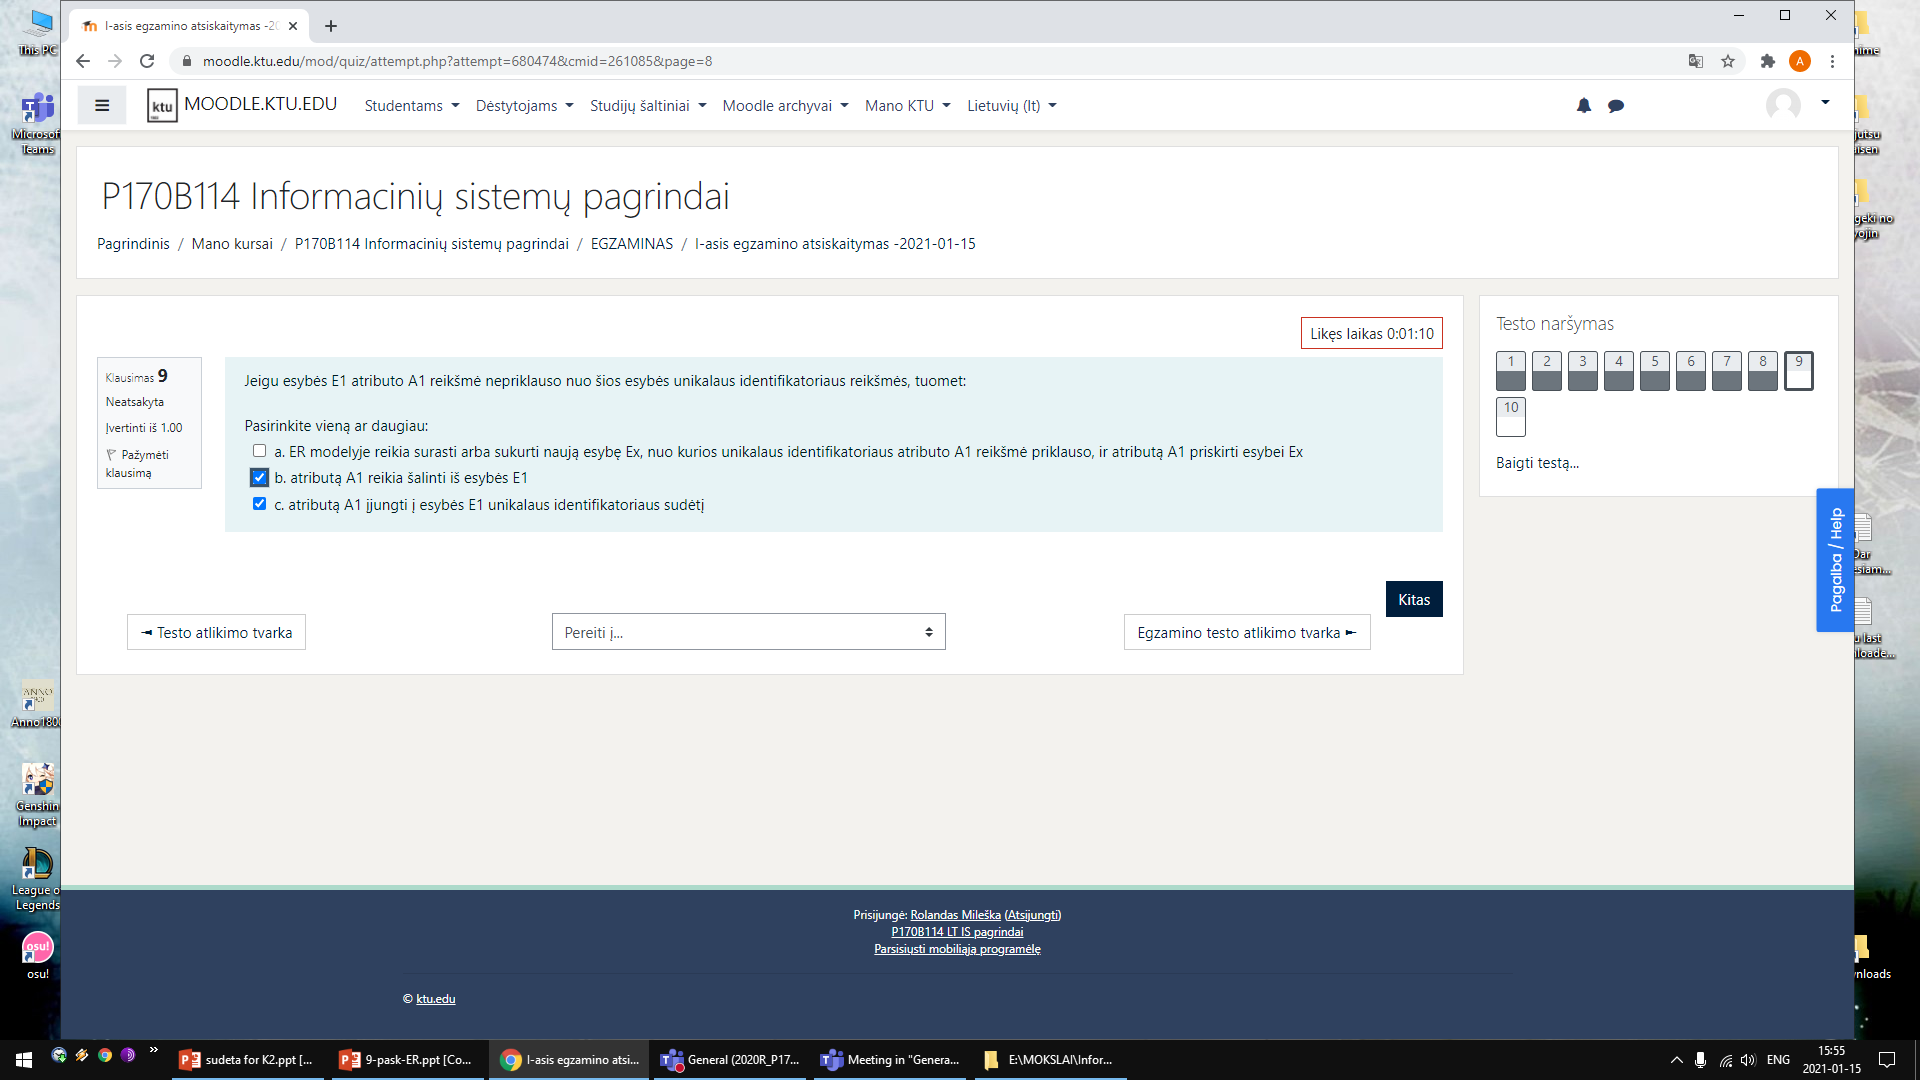 This PC
Microsof
Teams
Anno180
Genshin
Impact
League o
Legends
osu!
I-asis egzamino atsiskaitymas -20
moodle.ktu.edu/mod/quiz/attempt.php?attempt=680474&cmid=261085&page=8
A
ktu
MOODLE.KTU.EDU
Studentams
Dėstytojams
Studijų šaltiniai
Moodle archyvai
Mano KTU
Lietuvių (lt)
P170B114 Informacinių sistemų pagrindai
Pagrindinis / Mano kursai / P170B114 Informacinių sistemų pagrindai / EGZAMINAS / I-asis egzamino atsiskaitymas -2021-01-15
Likęs laikas 0:01:10
Klausimas 9
Neatsakyta
Įvertinti iš 1.00
Pažymėti
klausimą
Jeigu esybės E1 atributo A1 reikšmė nepriklauso nuo šios esybės unikalaus identifikatoriaus reikšmės, tuomet:
Pasirinkite vieną ar daugiau:
a. ER modelyje reikia surasti arba sukurti naują esybę Ex, nuo kurios unikalaus identifikatoriaus atributo A1 reikšmė priklauso, ir atributą A1 priskirti esybei Ex
b. atributą A1 reikia šalinti iš esybės E1
c. atributą A1 įjungti į esybės E1 unikalaus identifikatoriaus sudėtį
Kitas
◄ Testo atlikimo tvarka
Pereiti į...
Egzamino testo atlikimo tvarka ►
Testo naršymas
1 2 3 4 5 6 7 8 9
10
Baigti testą...
Pagalba / Help
Prisijungė: Rolandas Mileška (Atsijungti)
P170B114 LT IS pagrindai
Parsisiųsti mobiliąją programėlę
© ktu.edu
sudeta for K2.ppt [...
9-pask-ER.ppt [Co...
I-asis egzamino atsi...
General (2020R_P17...
Meeting in "Genera...
E:\MOKSLAI\Infor...
ENG
15:55
2021-01-15